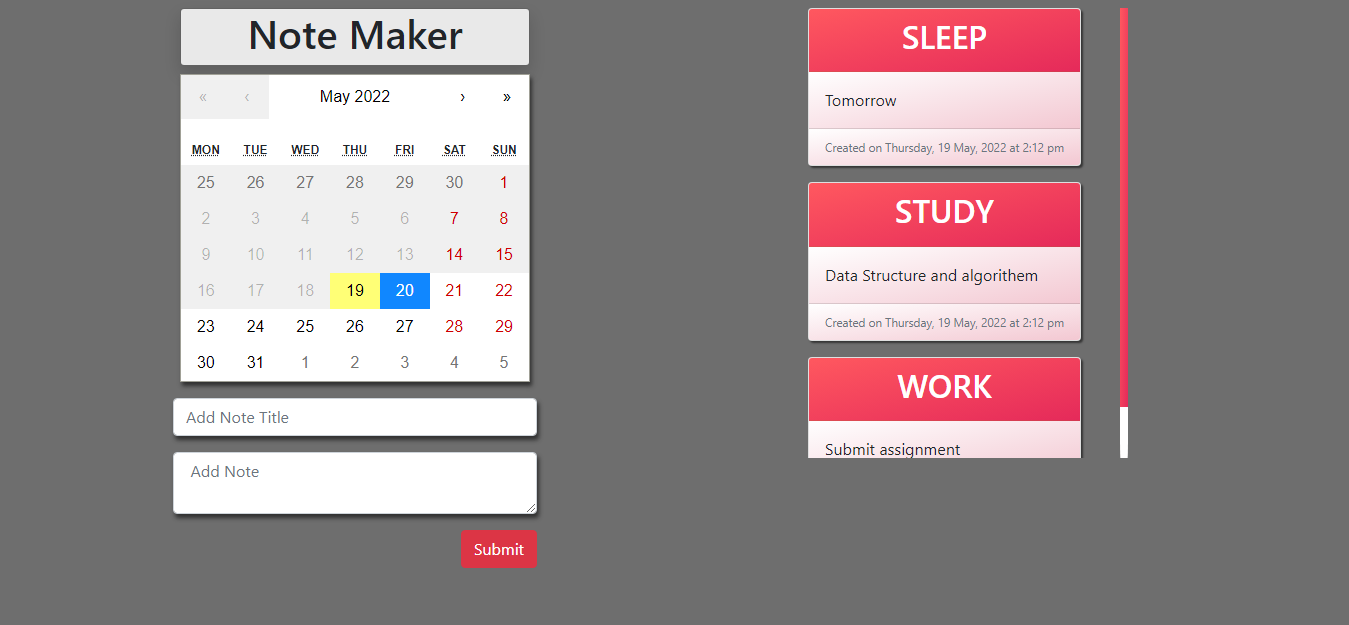 Note Maker
« ‹ May 2022 › »
MON TUE WED THU FRI SAT SUN
25 26 27 28 29 30 1
2 3 4 5 6 7 8
9 10 11 12 13 14 15
16 17 18 19 20 21 22
23 24 25 26 27 28 29
30 31 1 2 3 4 5
Add Note Title
Add Note
Submit
SLEEP
Tomorrow
Created on Thursday, 19 May, 2022 at 2:12 pm
STUDY
Data Structure and algorithem
Created on Thursday, 19 May, 2022 at 2:12 pm
WORK
Submit assignment